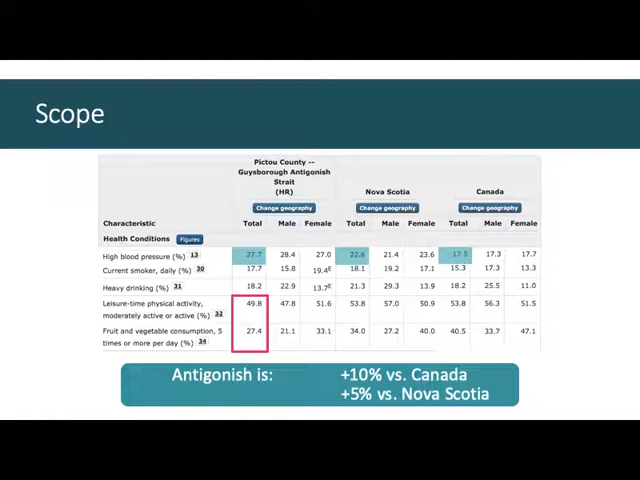 Scope
Pictou County --
Guysborough Antigonish
Strait
(HR) Nova Scotia Canada
Change geography Change geography Change geography
Characteristic Total Male Female Total Male Female Total Male Female
Health Conditions Figures
High blood pressure (%) 13 27.7 28.4 27.0 22.6 21.4 23.6 17.5 17.3 17.7
Current smoker, daily (%) 30 17.7 15.8 19.4E 18.1 19.2 17.1 15.3 17.3 13.3
Heavy drinking (%) 31 18.2 22.9 13.7E 21.3 29.3 13.9 18.2 25.5 11.0
Leisure-time physical activity, 49.8 47.8 51.6 53.8 57.0 50.9 53.8 56.3 51.5
moderately active or active (%) 32
Fruit and vegetable consumption, 5 27.4 21.1 33.1 34.0 27.2 40.0 40.5 33.7 47.1
times or more per day (%) 34
Antigonish is: +10% vs. Canada
+5% vs. Nova Scotia